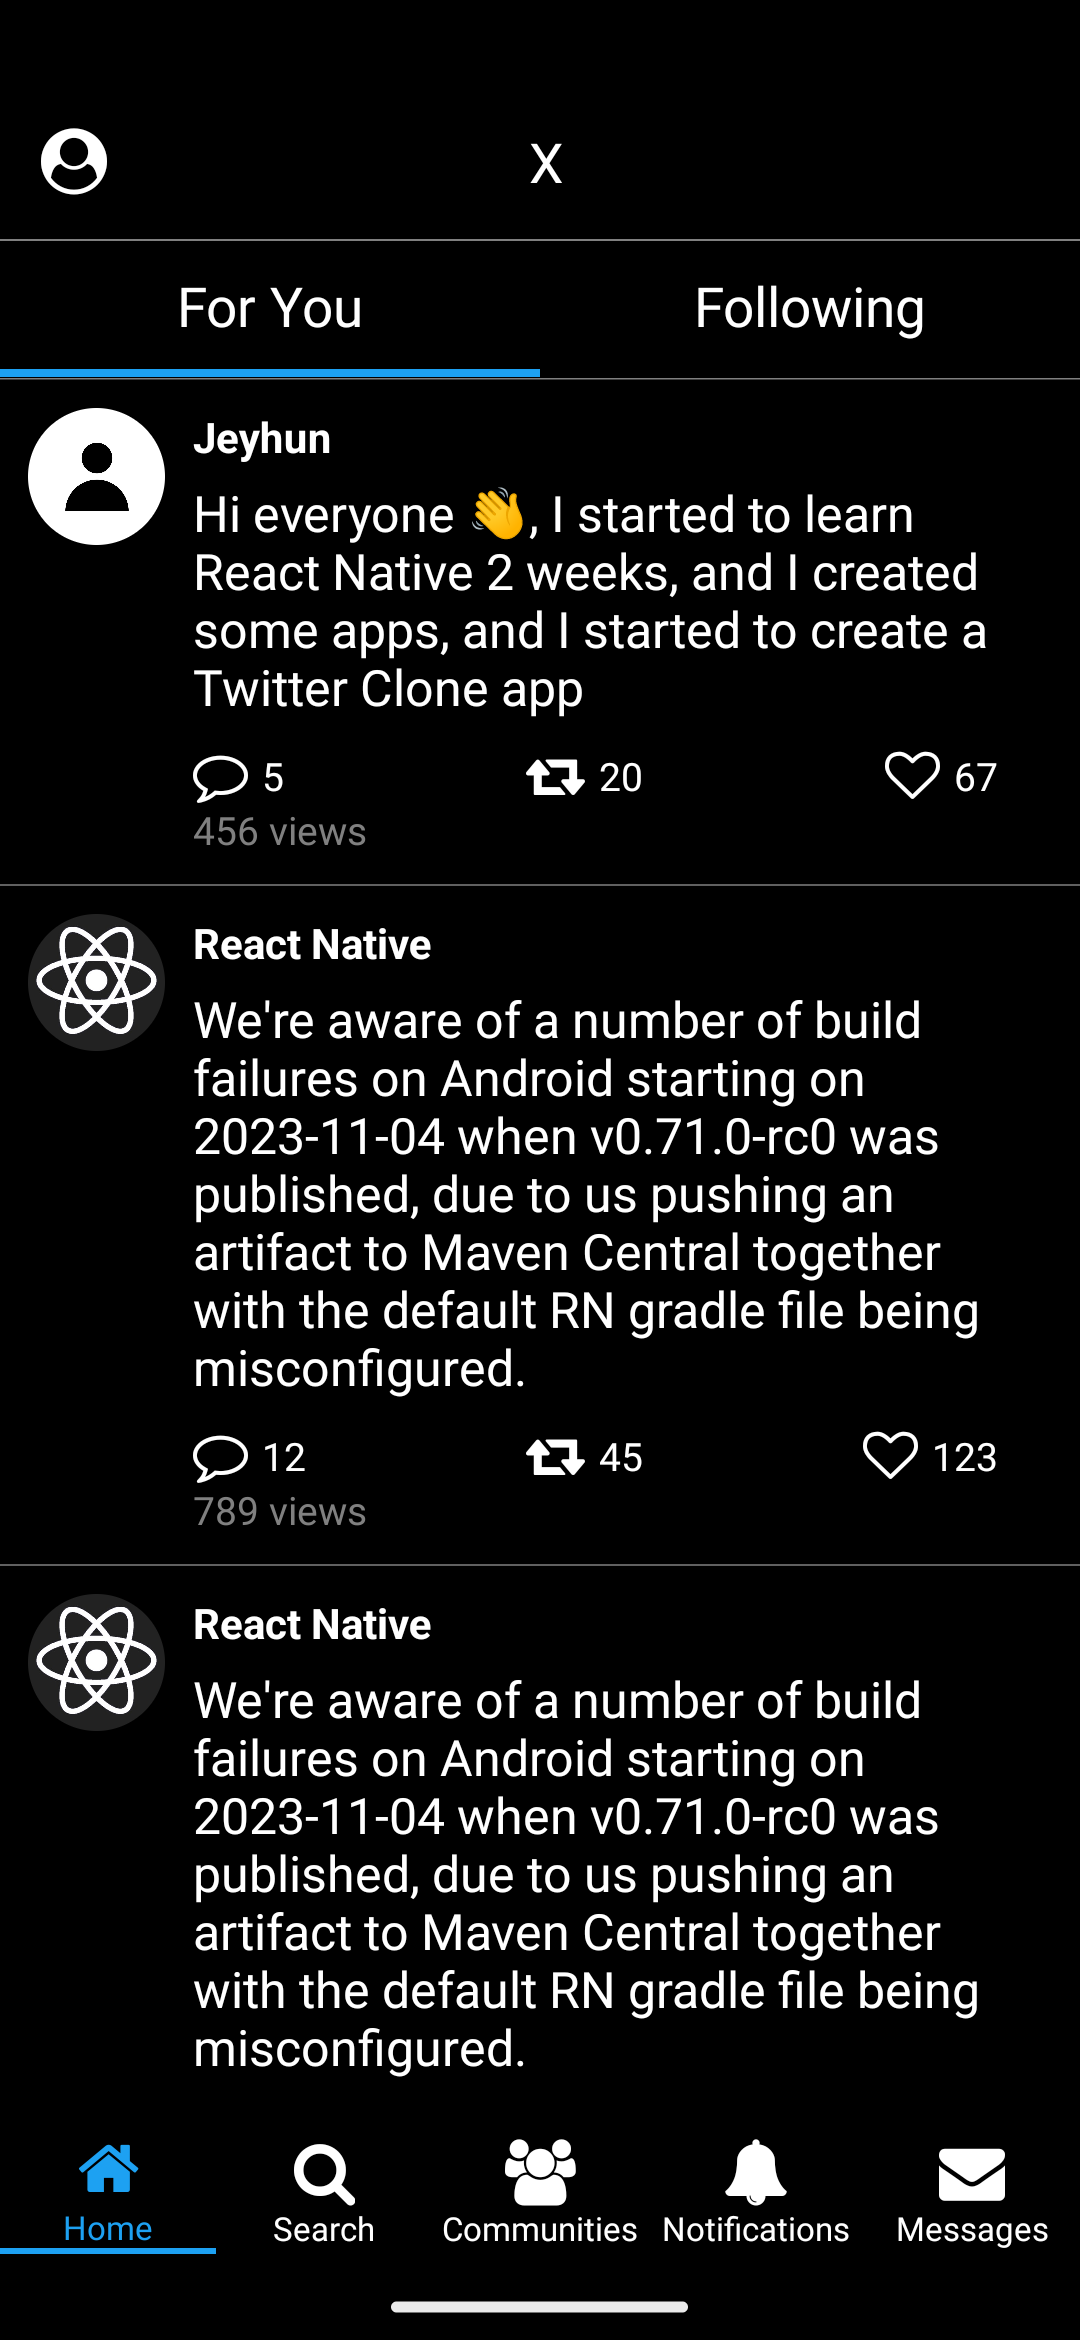 X
For You
Following
Jeyhun
Hi everyone 👋, I started to learn
React Native 2 weeks, and I created
some apps, and I started to create a
Twitter Clone app
5 20 67
456 views
React Native
We're aware of a number of build
failures on Android starting on
2023-11-04 when v0.71.0-rc0 was
published, due to us pushing an
artifact to Maven Central together
with the default RN gradle file being
misconfigured.
12 45 123
789 views
React Native
We're aware of a number of build
failures on Android starting on
2023-11-04 when v0.71.0-rc0 was
published, due to us pushing an
artifact to Maven Central together
with the default RN gradle file being
misconfigured.
Home Search Communities Notifications Messages